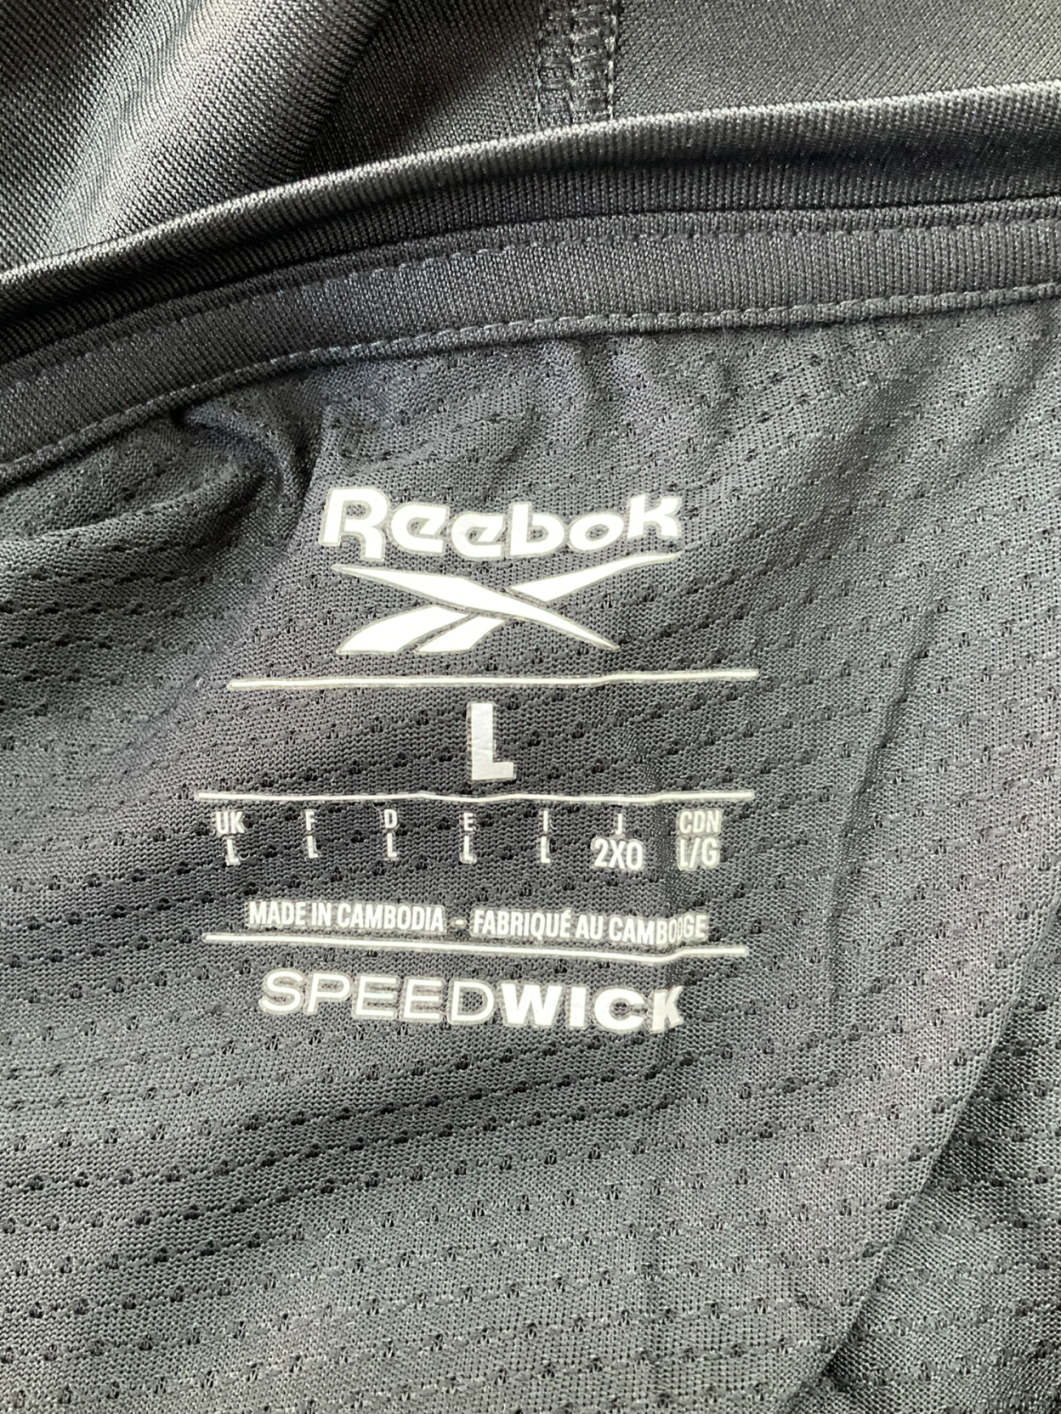 Reebok
L
UK F D E I J CDN
L L L L L 2XO L/G
MADE IN CAMBODIA - FABRIQUÉ AU CAMBODGE
SPEEDWICK